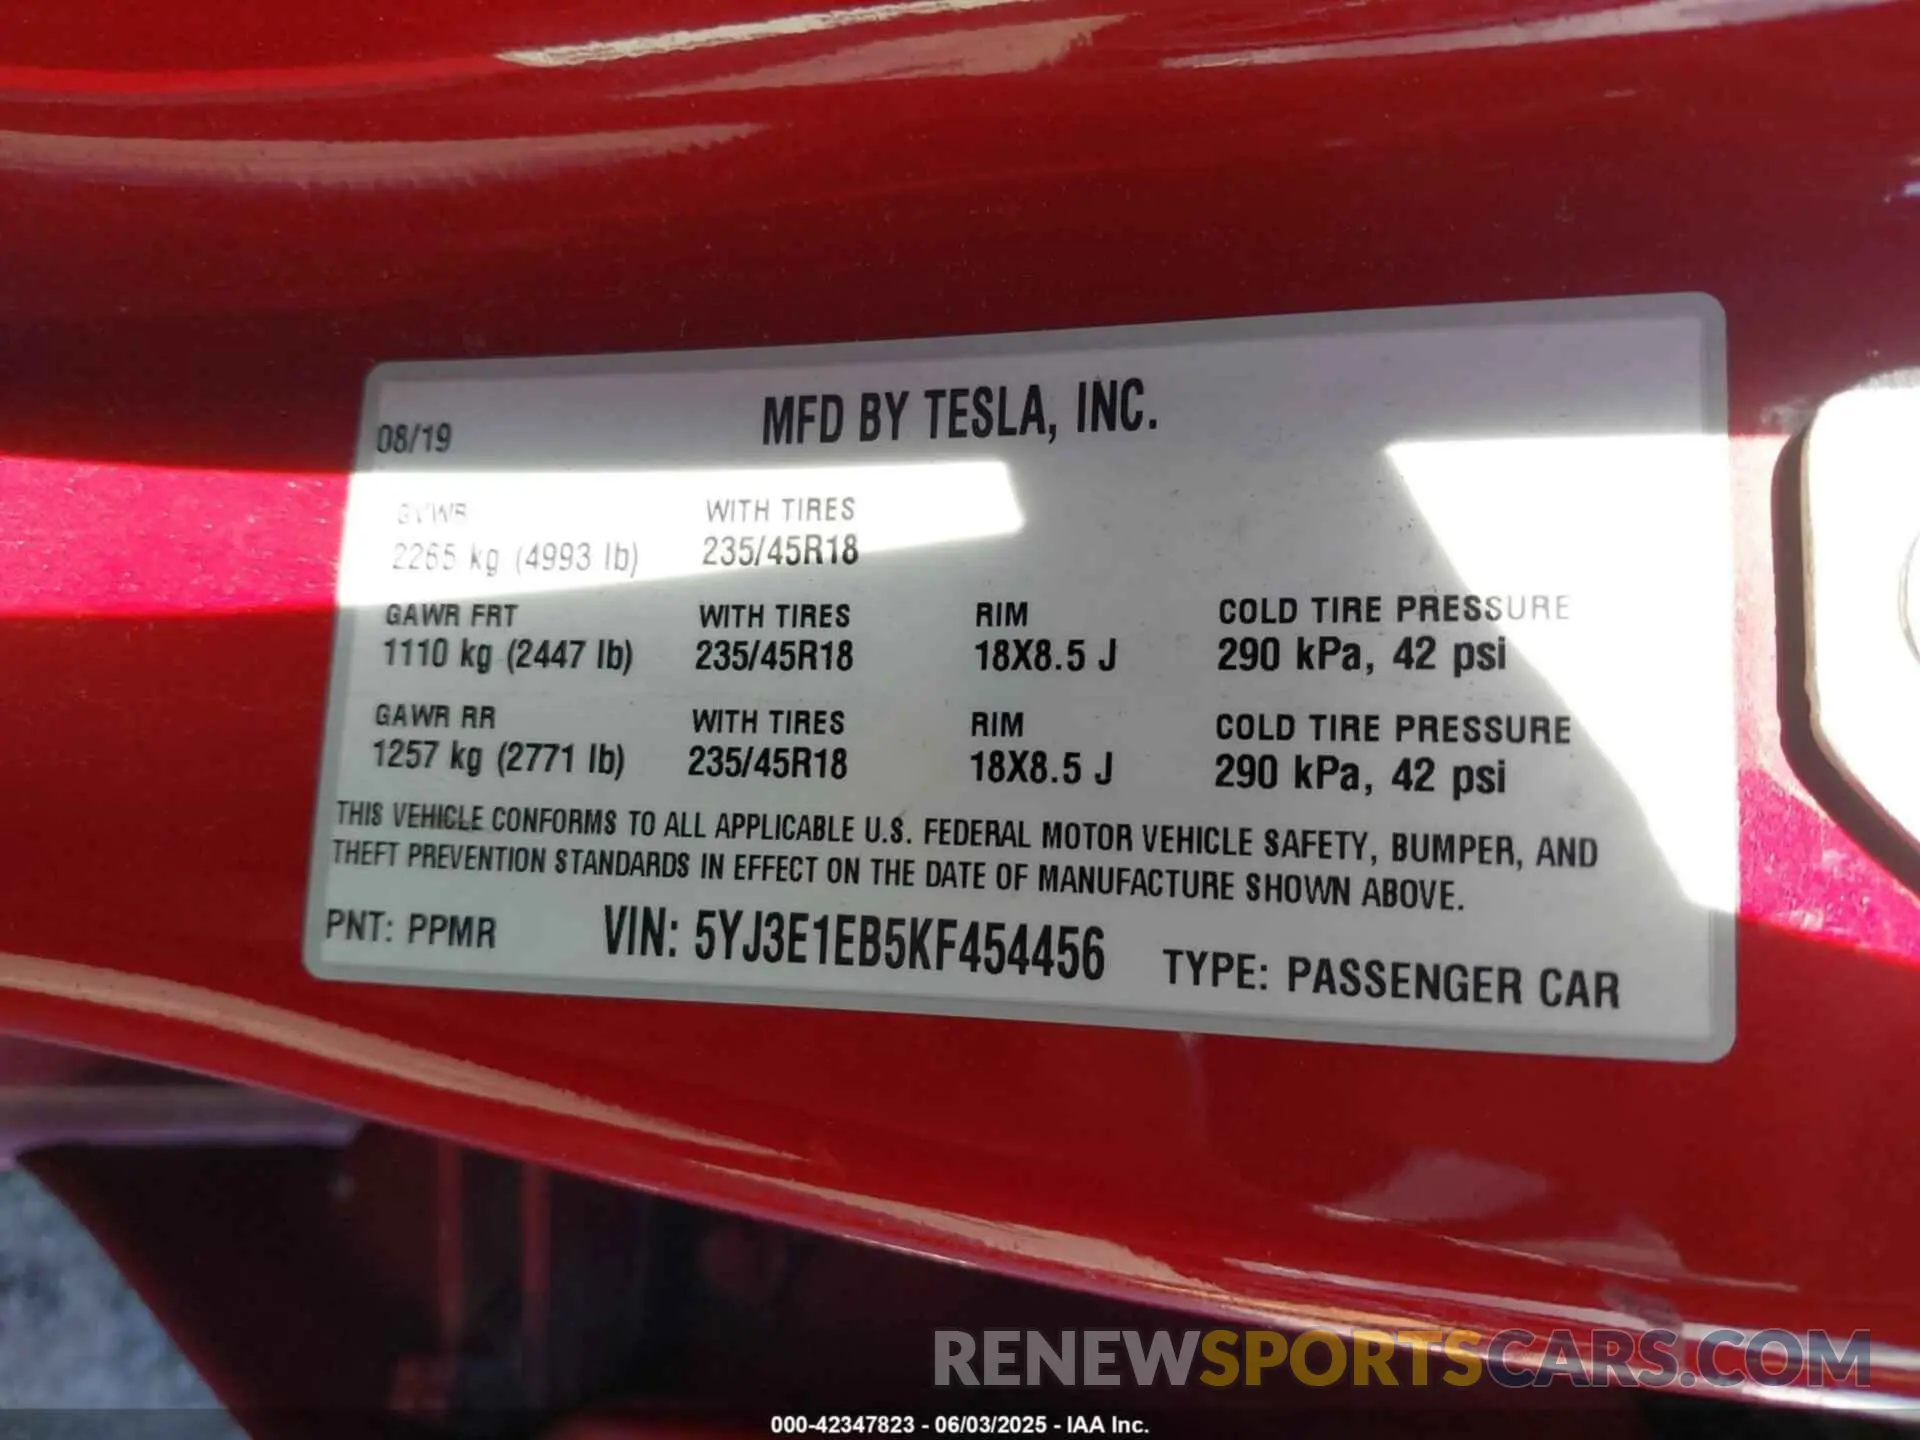 08/19 MFD BY TESLA, INC.
GVWR WITH TIRES
2265 kg (4993 lb) 235/45R18
GAWR FRT WITH TIRES RIM COLD TIRE PRESSURE
1110 kg (2447 lb) 235/45R18 18X8.5 J 290 kPa, 42 psi
GAWR RR WITH TIRES RIM COLD TIRE PRESSURE
1257 kg (2771 lb) 235/45R18 18X8.5 J 290 kPa, 42 psi
THIS VEHICLE CONFORMS TO ALL APPLICABLE U.S. FEDERAL MOTOR VEHICLE SAFETY, BUMPER, AND
THEFT PREVENTION STANDARDS IN EFFECT ON THE DATE OF MANUFACTURE SHOWN ABOVE.
PNT: PPMR VIN: 5YJ3E1EB5KF454456 TYPE: PASSENGER CAR
RENEWSPORTSCARS.COM
000-42347823 - 06/03/2025 - IAA Inc.